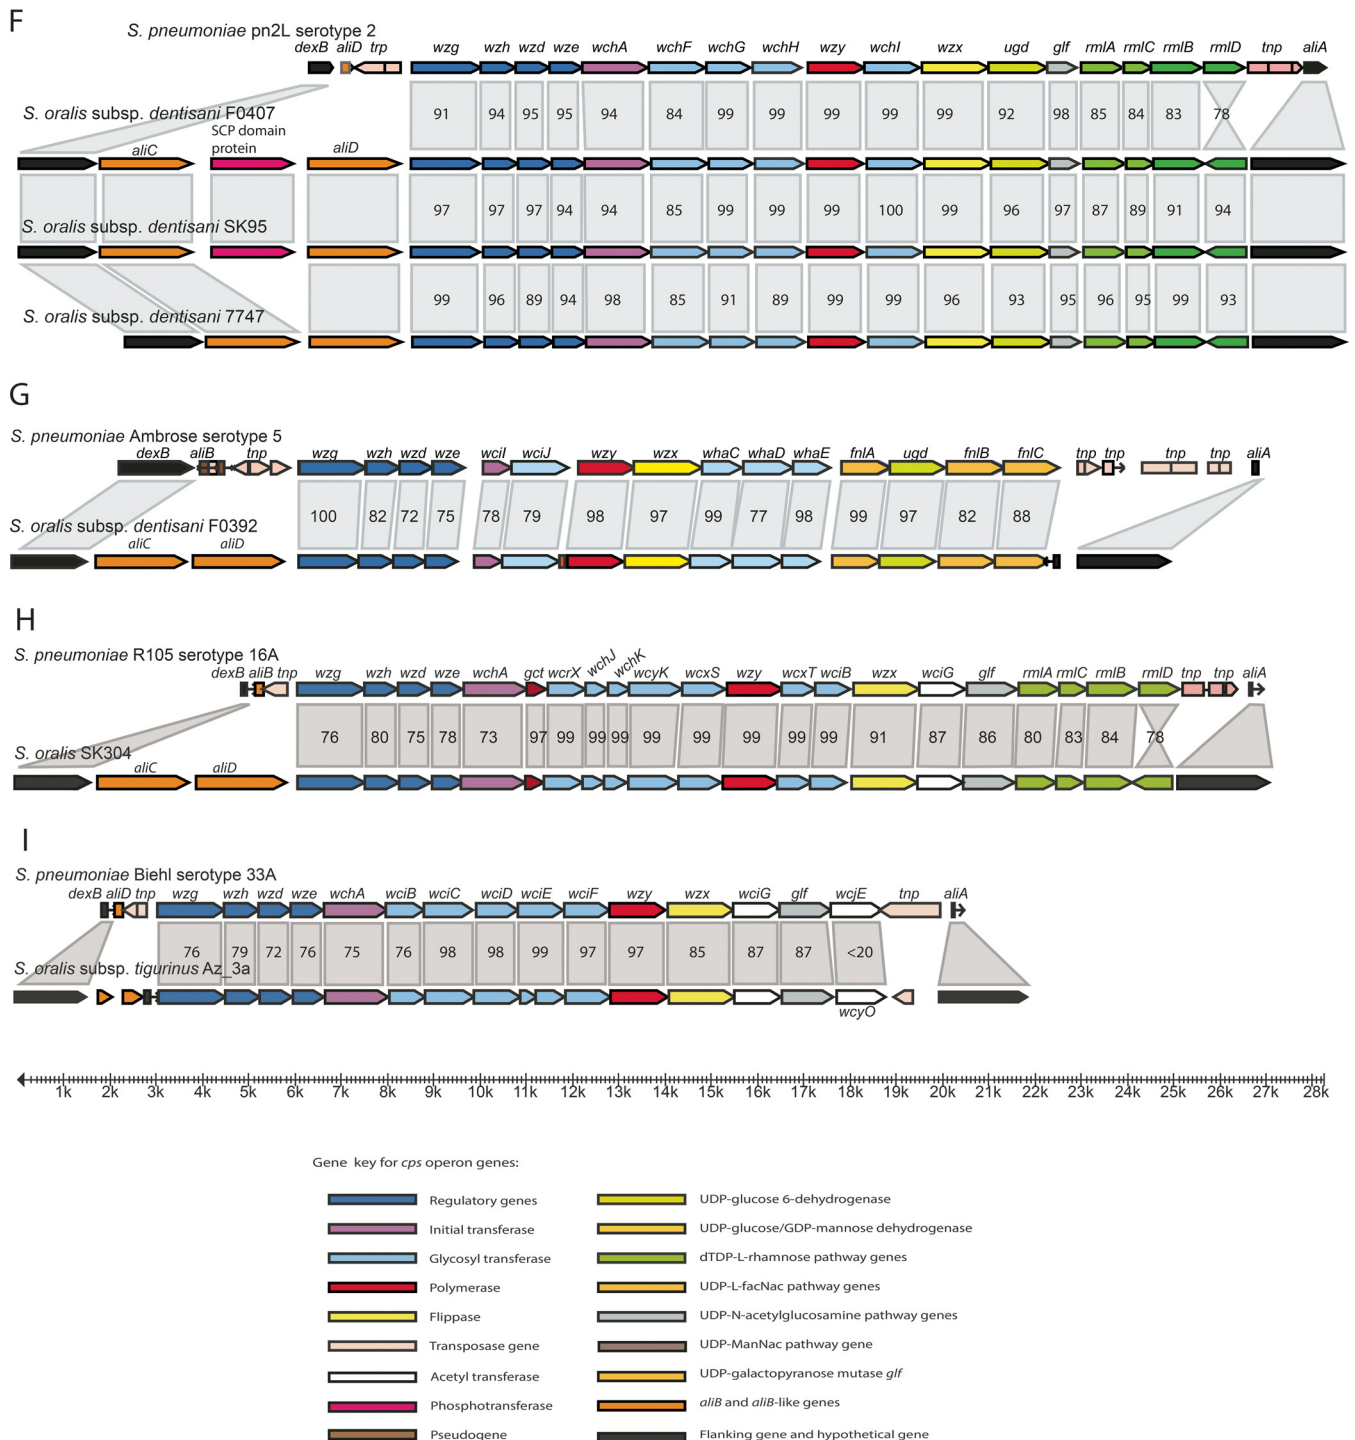 F
S. pneumoniae pn2L serotype 2
dexB aliD trp wzg wzh wzd wze wchA wchF wchG wchH wzy wchI wzx ugd glf rmlA rmlC rmlB rmlD tnp aliA
S. oralis subsp. dentisani F0407
91 94 95 95 94 84 99 99 99 99 99 92 98 85 84 83 78
SCP domain
protein
aliC aliD
97 97 97 94 94 85 99 99 99 100 99 96 97 87 89 91 94
S. oralis subsp. dentisani SK95
99 96 89 94 98 85 91 89 99 99 96 93 95 96 95 99 93
S. oralis subsp. dentisani 7747
G
S. pneumoniae Ambrose serotype 5
dexB aliB tnp wzg wzh wzd wze wciI wciJ wzy wzx whaC whaD whaE fnlA ugd fnlB fnlC tnp tnp tnp tnp aliA
100 82 72 75 78 79 98 97 99 77 98 99 97 82 88
S. oralis subsp. dentisani F0392
aliC aliD
H
S. pneumoniae R105 serotype 16A
dexB aliB tnp wzg wzh wzd wze wchA gct wcrX wchJ wchK wcyK wcxS wzy wcxT wciB wzx wciG glf rmlA rmlC rmlB rmlD tnp tnp aliA
76 80 75 78 73 97 99 99 99 99 99 99 99 99 91 87 86 80 83 84 78
S. oralis SK304
aliC aliD
I
S. pneumoniae Biehl serotype 33A
dexB aliD tnp wzg wzh wzd wze wchA wciB wciC wciD wciE wciF wzy wzx wciG glf wcjE tnp aliA
76 79 72 76 75 76 98 98 99 97 97 85 87 87 <20
S. oralis subsp. tigurinus Az_3a
wcyO
1k 2k 3k 4k 5k 6k 7k 8k 9k 10k 11k 12k 13k 14k 15k 16k 17k 18k 19k 20k 21k 22k 23k 24k 25k 26k 27k 28k
Gene key for cps operon genes:
Regulatory genes
Initial transferase
Glycosyl transferase
Polymerase
Flippase
Transposase gene
Acetyl transferase
Phosphotransferase
Pseudogene
UDP-glucose 6-dehydrogenase
UDP-glucose/GDP-mannose dehydrogenase
dTDP-L-rhamnose pathway genes
UDP-L-facNac pathway genes
UDP-N-acetylglucosamine pathway genes
UDP-ManNac pathway gene
UDP-galactopyranose mutase glf
aliB and aliB-like genes
Flanking gene and hypothetical gene